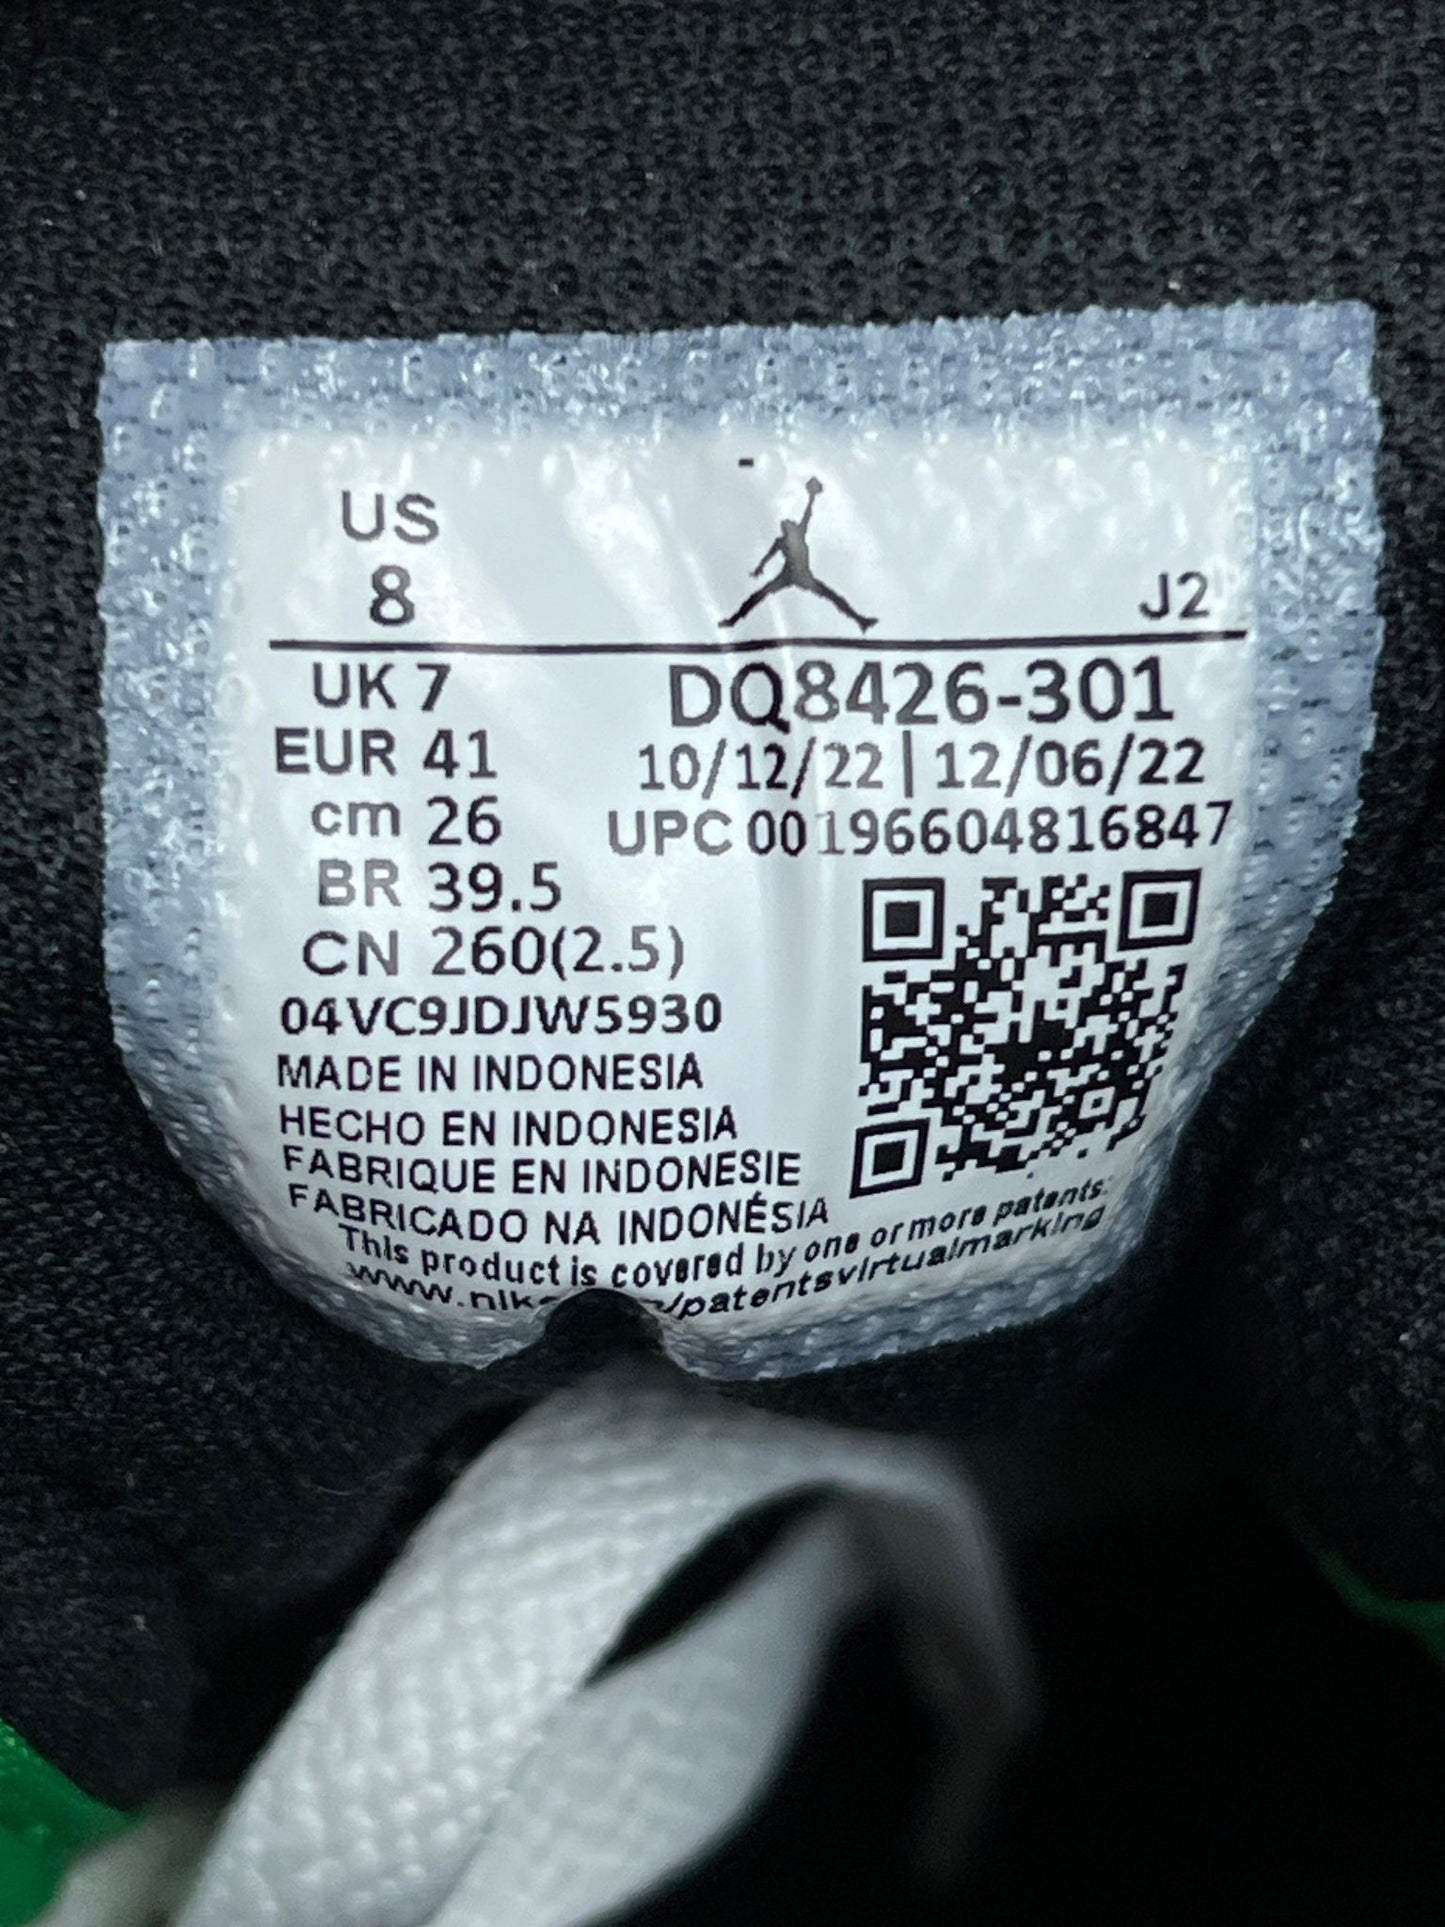 US
8
J2
UK 7
EUR 41
cm 26
BR 39.5
CN 260(2.5)
DQ8426-301
10/12/22 | 12/06/22
UPC 00196604816847
04VC9JDJW5930
MADE IN INDONESIA
HECHO EN INDONESIA
FABRIQUE EN INDONESIE
FABRICADO NA INDONÉSIA
This product is covered by one or more patents:
/patentsvirtualmarking